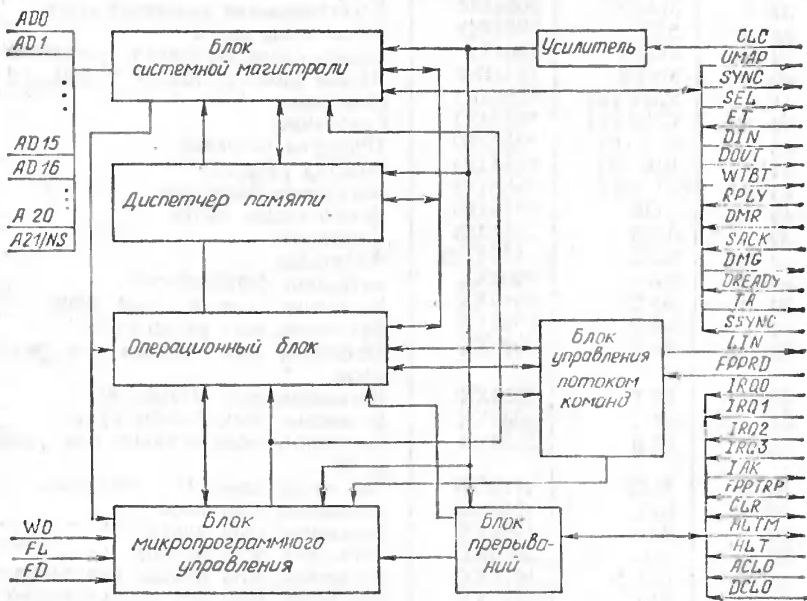 AD0
AD1
AD15
AD16
A 20
A21/NS
Блок
системной магистрали
Усилитель
CLC
UMAP
SYNC
SEL
ET
DIN
DOUT
WTBT
RPLY
DMR
SACK
DMG
DREADY
TA
SSYNC
Диспетчер памяти
Операционный блок
Блок
управления
потоком
команд
LIN
FPPRD
IRQ0
IRQ1
IRQ2
IRQ3
IAK
FPPTRP
CLR
HLTM
HLT
ACLO
DCLO
WO
FL
FD
Блок
микропрограммного
управления
Блок
прерыва-
ний